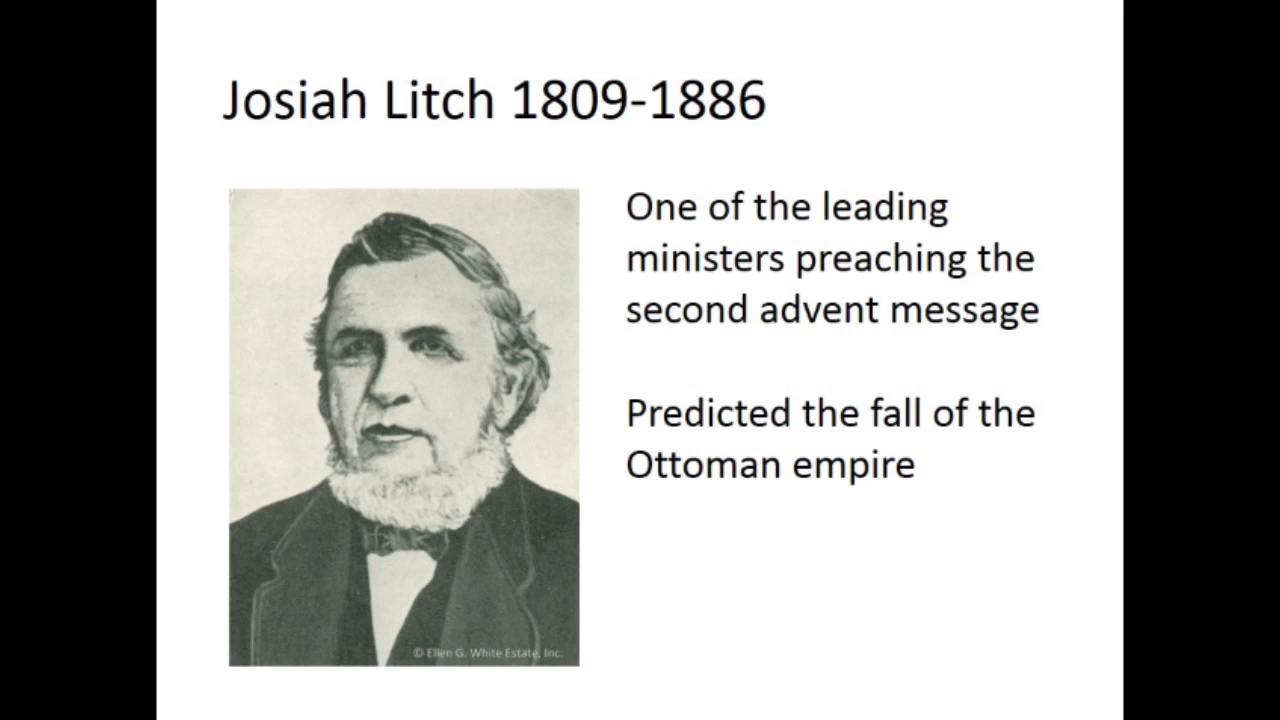 Josiah Litch 1809-1886
One of the leading
ministers preaching the
second advent message
Predicted the fall of the
Ottoman empire
© Ellen G. White Estate, Inc.